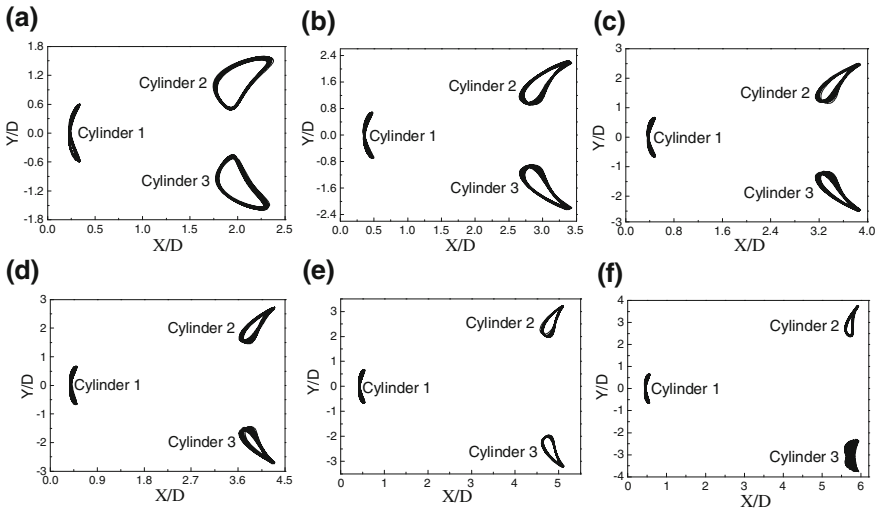 (a)
1.8
1.2
0.6
0.0
-0.6
-1.2
-1.8
Y/D
Cylinder 2
Cylinder 1
Cylinder 3
0.0 0.5 1.0 1.5 2.0 2.5
X/D
(b)
2.4
1.6
0.8
0.0
-0.8
-1.6
-2.4
Y/D
Cylinder 2
Cylinder 1
Cylinder 3
0.0 0.5 1.0 1.5 2.0 2.5 3.0 3.5
X/D
(c)
3
2
1
0
-1
-2
-3
Y/D
Cylinder 2
Cylinder 1
Cylinder 3
0.0 0.8 1.6 2.4 3.2 4.0
X/D
(d)
3
2
1
0
-1
-2
-3
Y/D
Cylinder 2
Cylinder 1
Cylinder 3
0.0 0.9 1.8 2.7 3.6 4.5
X/D
(e)
3
2
1
0
-1
-2
-3
Y/D
Cylinder 2
Cylinder 1
Cylinder 3
0 1 2 3 4 5
X/D
(f)
4
3
2
1
0
-1
-2
-3
-4
Y/D
Cylinder 2
Cylinder 1
Cylinder 3
0 1 2 3 4 5 6
X/D